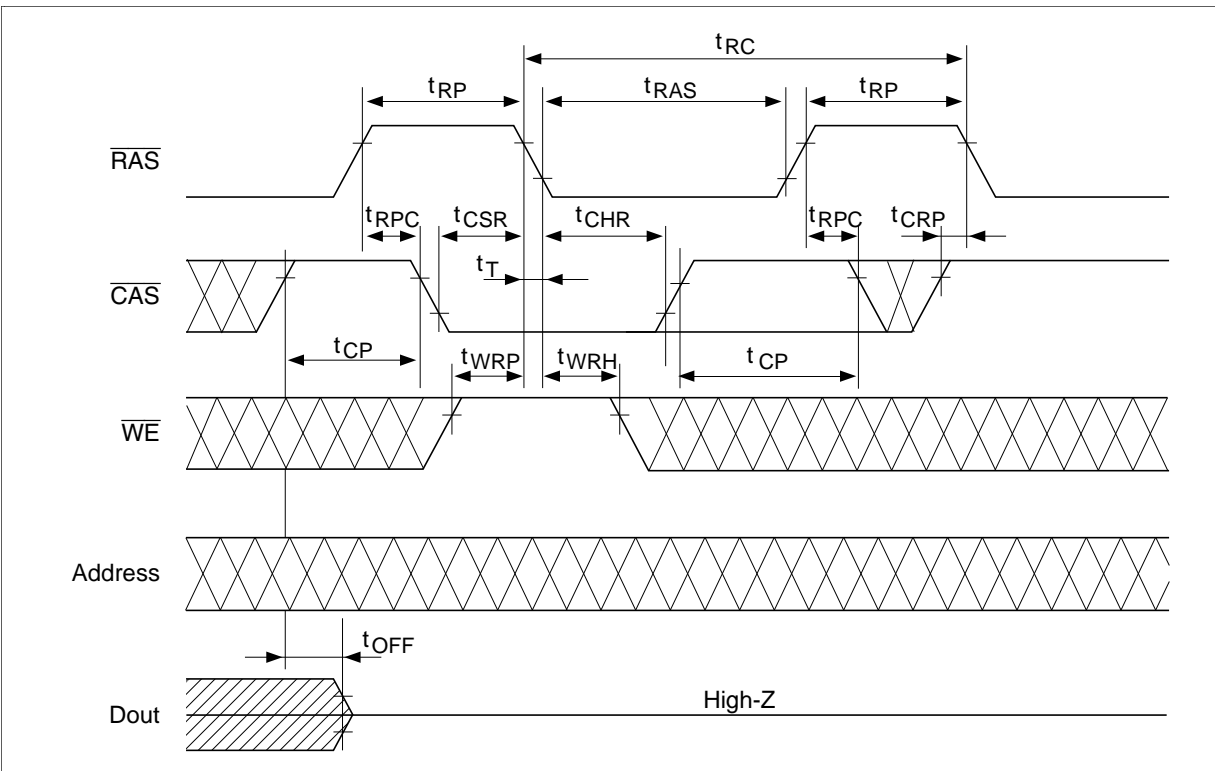 tRC
tRP
tRAS
tRP
RAS
tRPC
tCSR
tCHR
tRPC
tCRP
tT
CAS
tCP
tWRP
tWRH
tCP
WE
Address
tOFF
Dout
High-Z